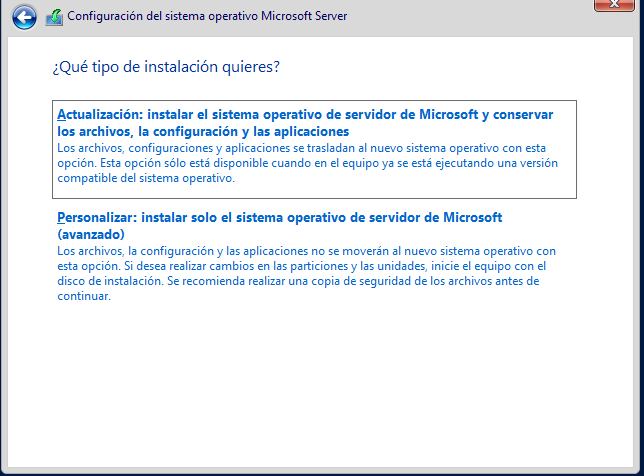 Configuración del sistema operativo Microsoft Server
¿Qué tipo de instalación quieres?
Actualización: instalar el sistema operativo de servidor de Microsoft y conservar
los archivos, la configuración y las aplicaciones
Los archivos, configuraciones y aplicaciones se trasladan al nuevo sistema operativo con esta
opción. Esta opción sólo está disponible cuando en el equipo ya se está ejecutando una versión
compatible del sistema operativo.
Personalizar: instalar solo el sistema operativo de servidor de Microsoft
(avanzado)
Los archivos, la configuración y las aplicaciones no se moverán al nuevo sistema operativo con
esta opción. Si desea realizar cambios en las particiones y las unidades, inicie el equipo con el
disco de instalación. Se recomienda realizar una copia de seguridad de los archivos antes de
continuar.